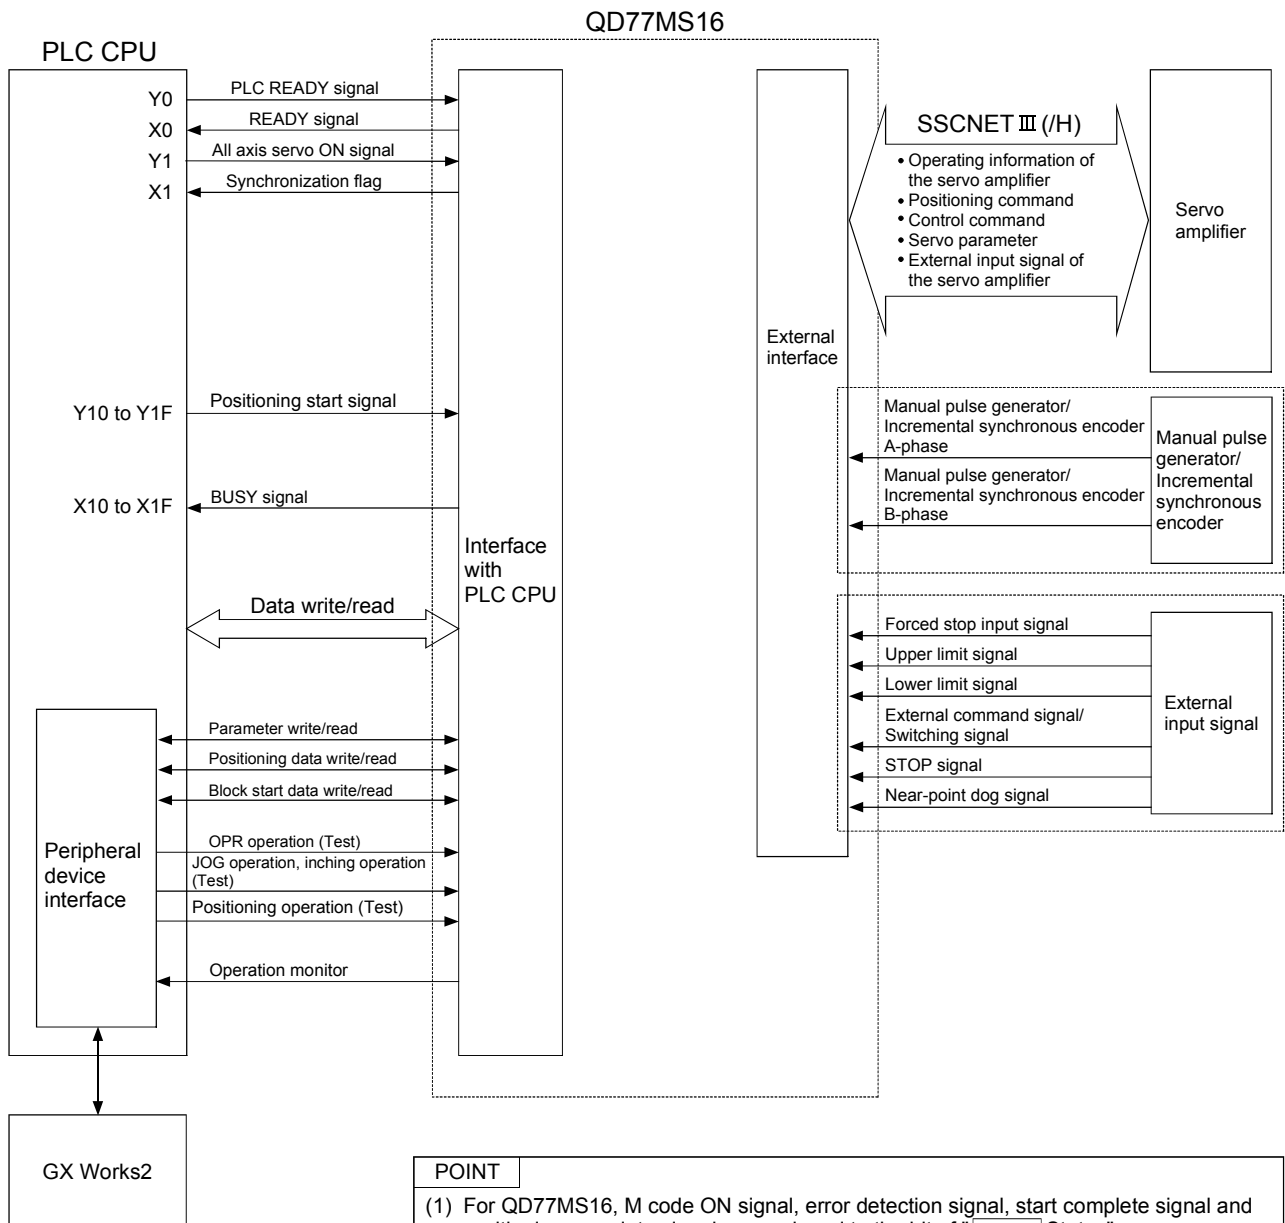 QD77MS16
PLC CPU
Y0
PLC READY signal
X0
READY signal
Y1
All axis servo ON signal
X1
Synchronization flag
Y10 to Y1F
Positioning start signal
X10 to X1F
BUSY signal
Data write/read
Interface
with
PLC CPU
Peripheral
device
interface
Parameter write/read
Positioning data write/read
Block start data write/read
OPR operation (Test)
JOG operation, inching operation
(Test)
Positioning operation (Test)
Operation monitor
GX Works2
External
interface
SSCNETⅢ(/H)
• Operating information of
the servo amplifier
• Positioning command
• Control command
• Servo parameter
• External input signal of
the servo amplifier
Servo
amplifier
Manual pulse generator/
Incremental synchronous encoder
A-phase
Manual pulse generator/
Incremental synchronous encoder
B-phase
Manual pulse
generator/
Incremental
synchronous
encoder
Forced stop input signal
Upper limit signal
Lower limit signal
External command signal/
Switching signal
STOP signal
Near-point dog signal
External
input signal
POINT
(1) For QD77MS16, M code ON signal, error detection signal, start complete signal and